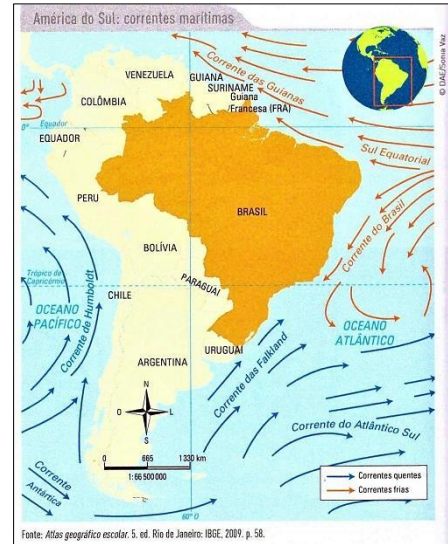 América do Sul: correntes marítimas
© DAE/Sonia Vaz
VENEZUELA
GUIANA
SURINAME
Guiana
Francesa (FRA)
COLÔMBIA
Corrente das Guianas
0°
Equador
EQUADOR
Sul Equatorial
PERU
BRASIL
Corrente do Brasil
BOLÍVIA
Trópico de
Capricórnio
PARAGUAI
CHILE
OCEANO
PACÍFICO
Corrente de Humboldt
OCEANO
ATLÂNTICO
URUGUAI
ARGENTINA
Corrente das Falkland
N
O
L
S
Corrente do Atlântico Sul
0 665 1 330 km
1: 66 500 000
Corrente
Antártica
60° O
Correntes quentes
Correntes frias
Fonte: Atlas geográfico escolar. 5. ed. Rio de Janeiro: IBGE, 2009. p. 58.